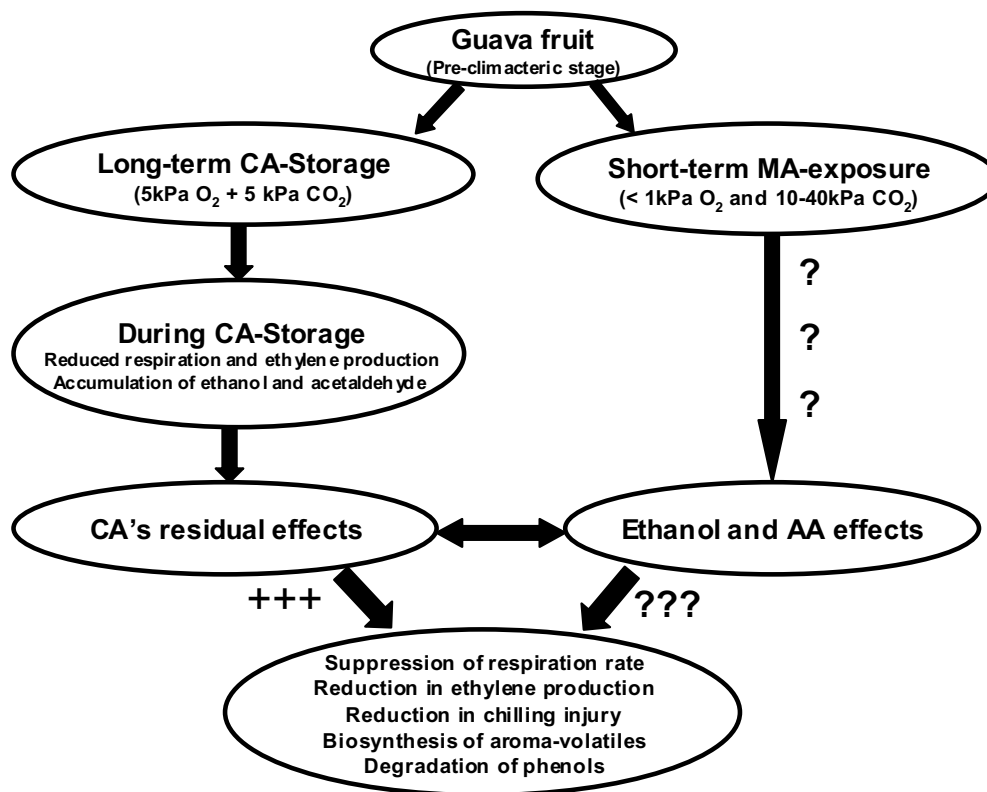 Guava fruit
(Pre-climacteric stage)
Long-term CA-Storage
(5kPa O₂ + 5 kPa CO₂)
Short-term MA-exposure
(< 1kPa O₂ and 10-40kPa CO₂)
?
?
?
During CA-Storage
Reduced respiration and ethylene production
Accumulation of ethanol and acetaldehyde
CA's residual effects
Ethanol and AA effects
+++
???
Suppression of respiration rate
Reduction in ethylene production
Reduction in chilling injury
Biosynthesis of aroma-volatiles
Degradation of phenols